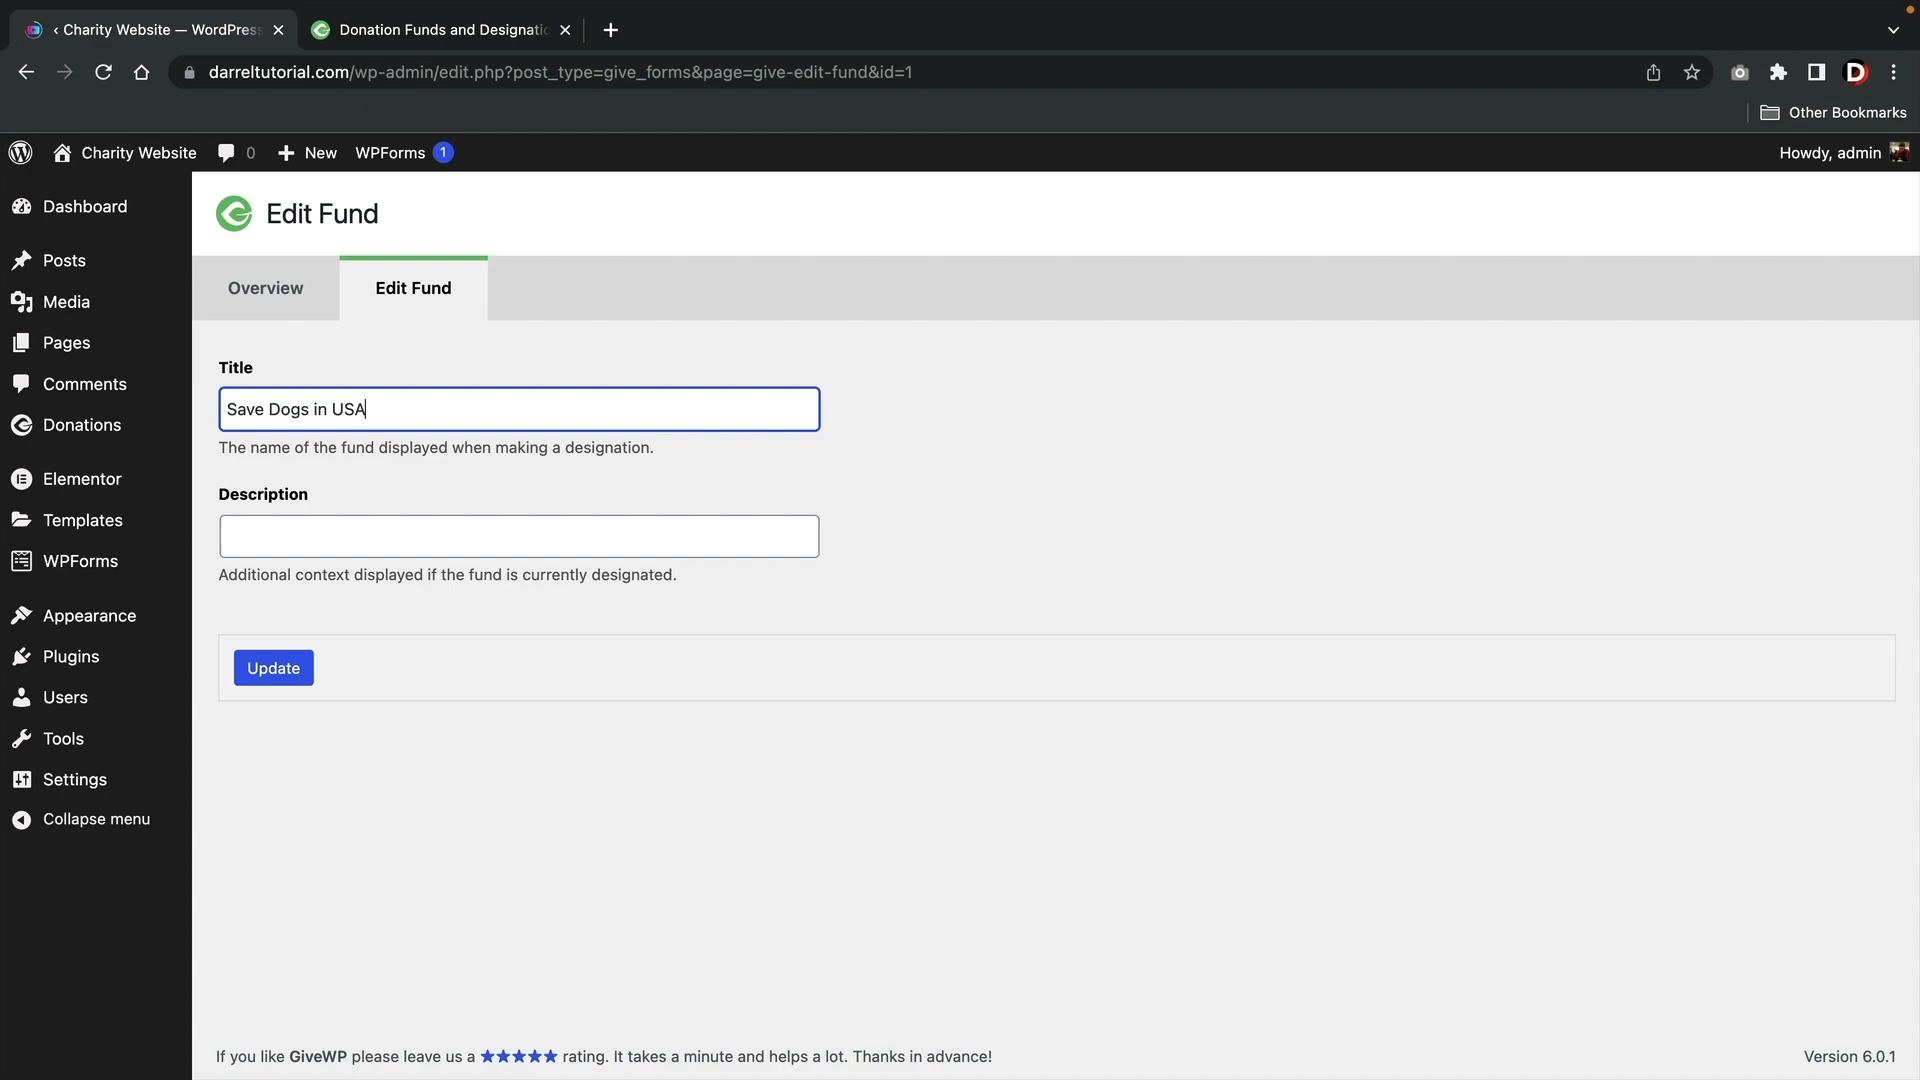 ‹ Charity Website — WordPress
Donation Funds and Designatio
darreltutorial.com/wp-admin/edit.php?post_type=give_forms&page=give-edit-fund&id=1
Other Bookmarks
Charity Website
0
New
WPForms 1
Howdy, admin
Dashboard
Posts
Media
Pages
Comments
Donations
Elementor
Templates
WPForms
Appearance
Plugins
Users
Tools
Settings
Collapse menu
Edit Fund
Overview
Edit Fund
Title
Save Dogs in USA
The name of the fund displayed when making a designation.
Description
Additional context displayed if the fund is currently designated.
Update
If you like GiveWP please leave us a ★★★★★ rating. It takes a minute and helps a lot. Thanks in advance!
Version 6.0.1